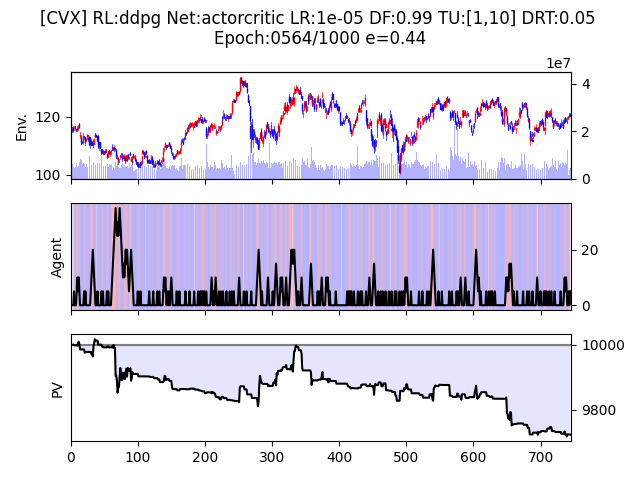 [CVX] RL:ddpg Net:actorcritic LR:1e-05 DF:0.99 TU:[1,10] DRT:0.05
Epoch:0564/1000 e=0.44
1e7
Env.
120
100
4
2
0
Agent
20
0
PV
10000
9800
0 100 200 300 400 500 600 700